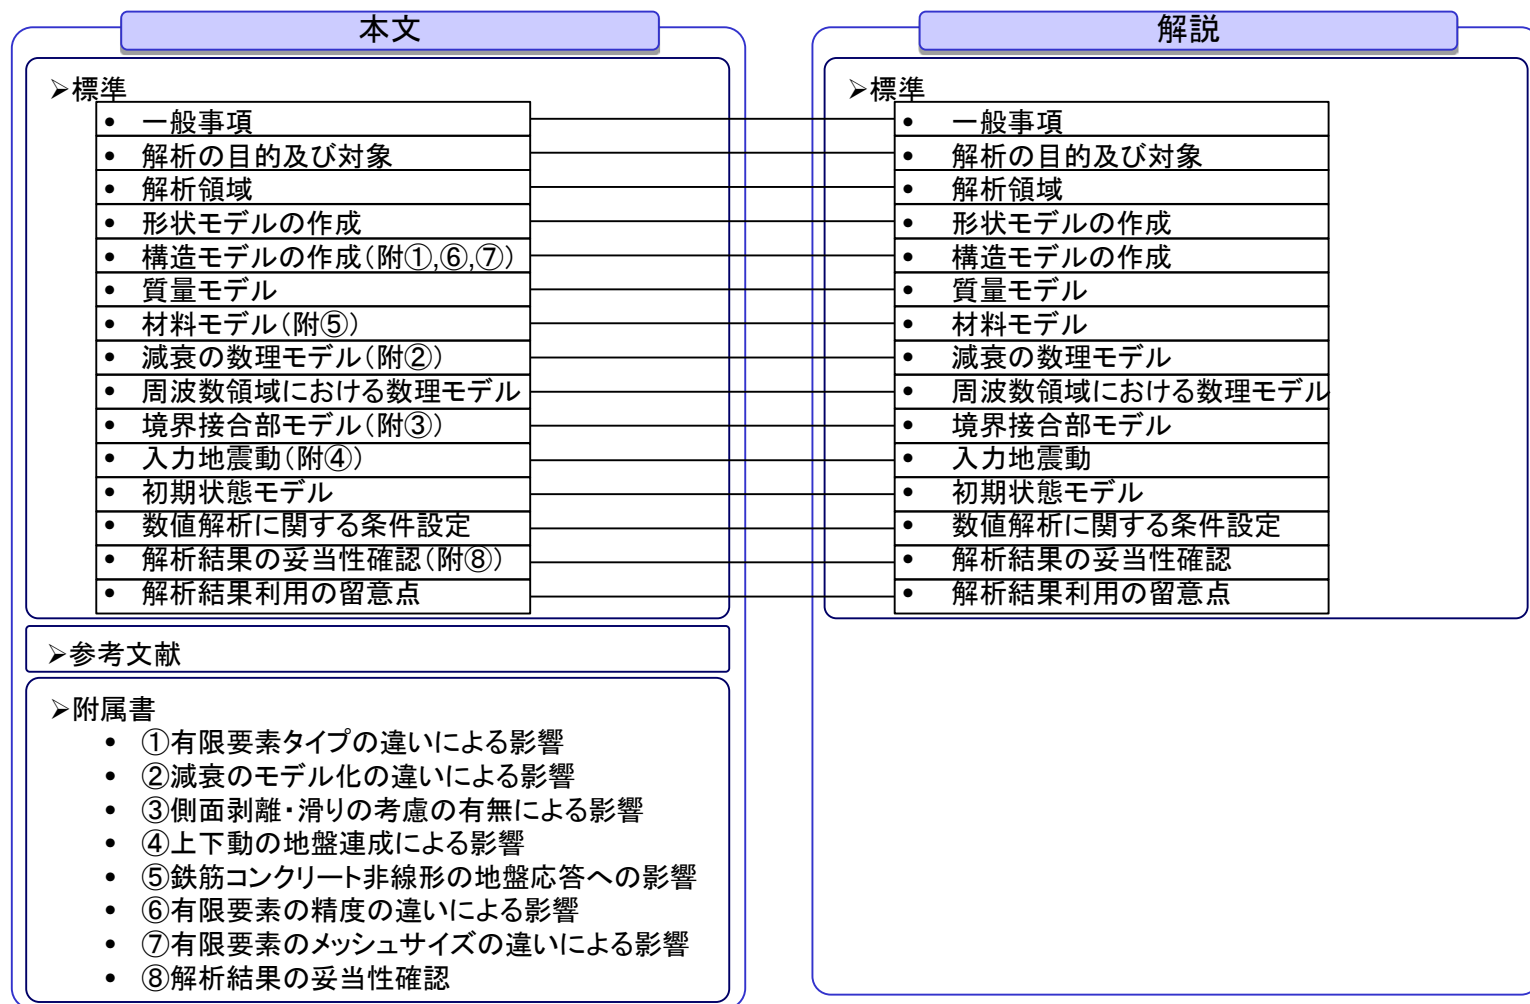 本文
➢標準
• 一般事項
• 解析の目的及び対象
• 解析領域
• 形状モデルの作成
• 構造モデルの作成(附①,⑥,⑦)
• 質量モデル
• 材料モデル(附⑤)
• 減衰の数理モデル(附②)
• 周波数領域における数理モデル
• 境界接合部モデル(附③)
• 入力地震動(附④)
• 初期状態モデル
• 数値解析に関する条件設定
• 解析結果の妥当性確認(附⑧)
• 解析結果利用の留意点
➢参考文献
➢附属書
• ①有限要素タイプの違いによる影響
• ②減衰のモデル化の違いによる影響
• ③側面剥離・滑りの考慮の有無による影響
• ④上下動の地盤連成による影響
• ⑤鉄筋コンクリート非線形の地盤応答への影響
• ⑥有限要素の精度の違いによる影響
• ⑦有限要素のメッシュサイズの違いによる影響
• ⑧解析結果の妥当性確認
解説
➢標準
• 一般事項
• 解析の目的及び対象
• 解析領域
• 形状モデルの作成
• 構造モデルの作成
• 質量モデル
• 材料モデル
• 減衰の数理モデル
• 周波数領域における数理モデル
• 境界接合部モデル
• 入力地震動
• 初期状態モデル
• 数値解析に関する条件設定
• 解析結果の妥当性確認
• 解析結果利用の留意点